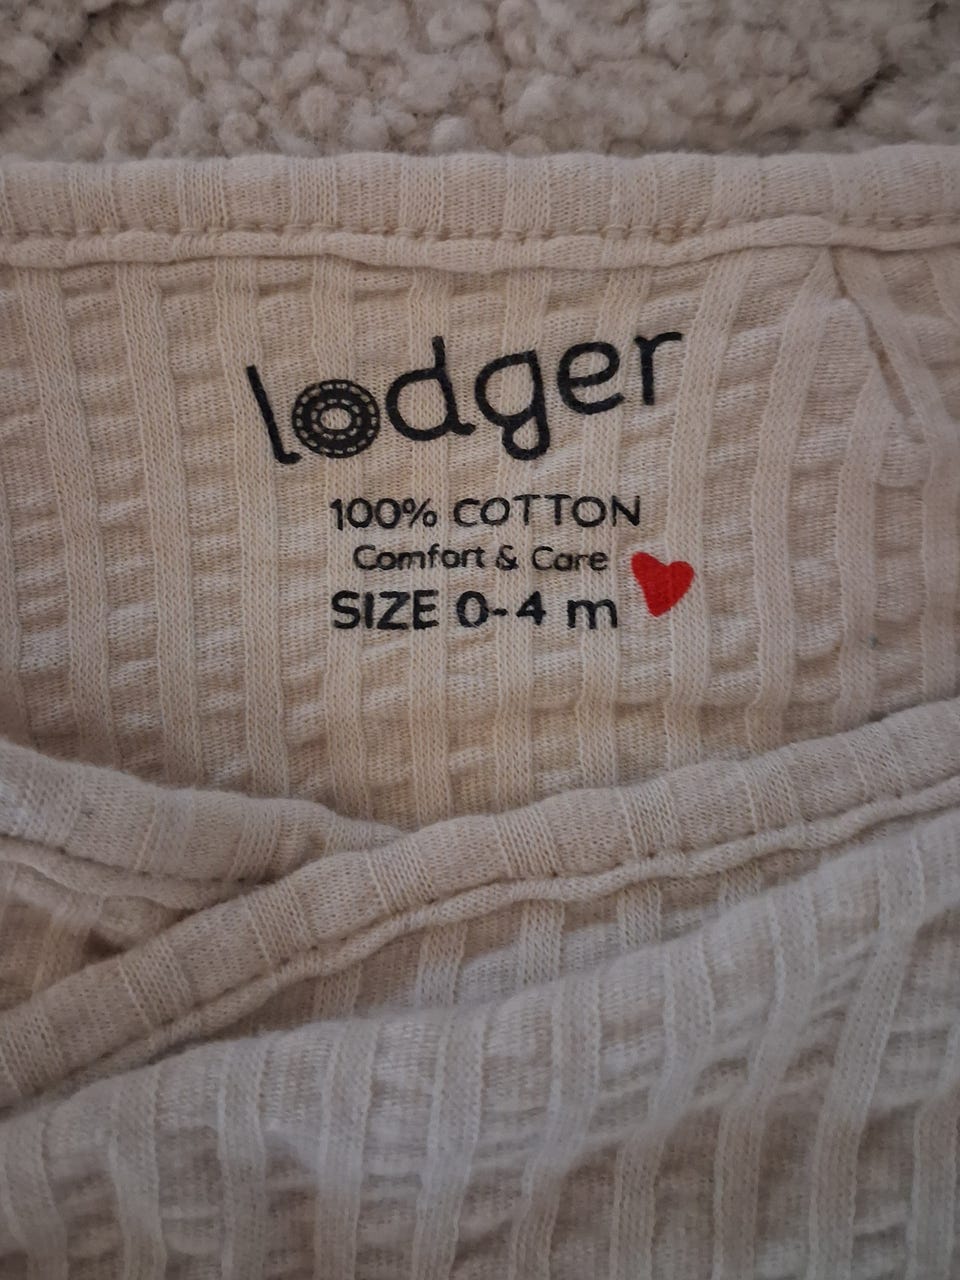 lodger
100% COTTON
Comfort & Care
SIZE 0-4 m